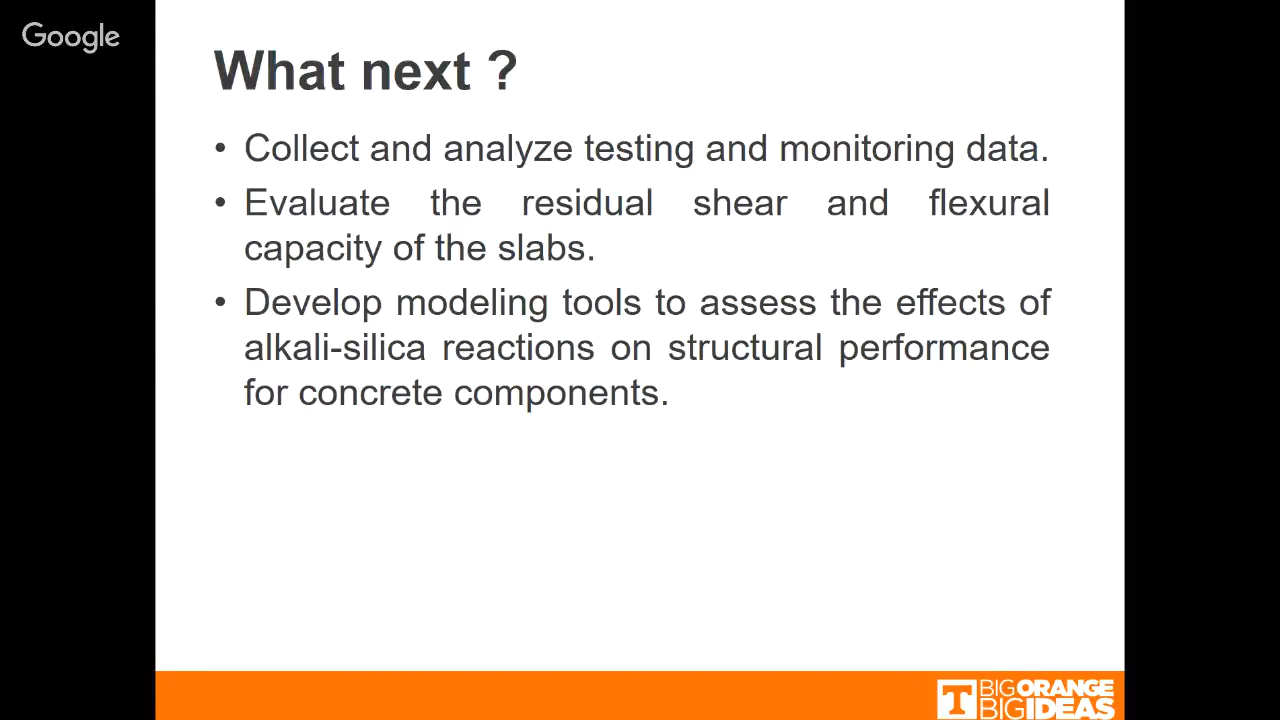 Google
What next ?
• Collect and analyze testing and monitoring data.
• Evaluate the residual shear and flexural
capacity of the slabs.
• Develop modeling tools to assess the effects of
alkali-silica reactions on structural performance
for concrete components.
T
BIG ORANGE
BIG IDEAS